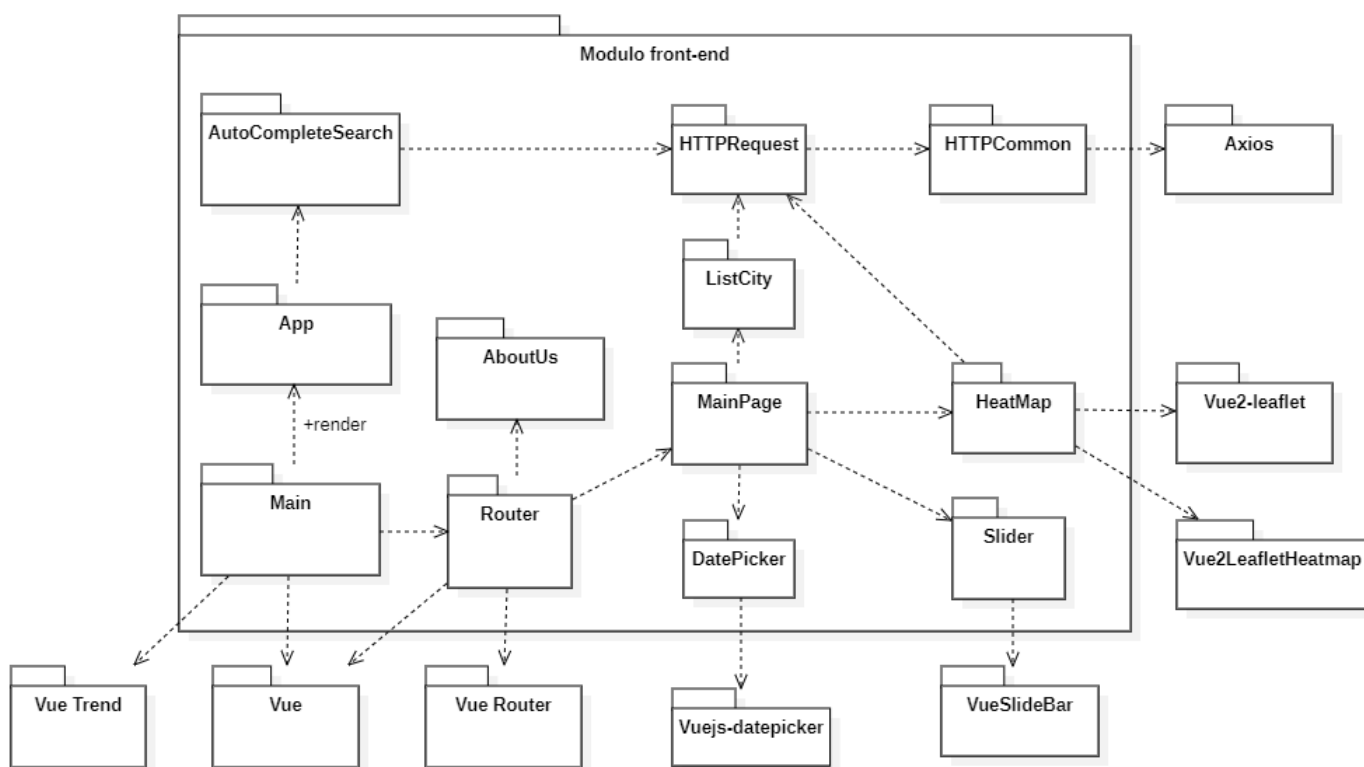 Modulo front-end
AutoCompleteSearch
HTTPRequest
HTTPCommon
Axios
ListCity
App
AboutUs
MainPage
HeatMap
Vue2-leaflet
+render
Main
Router
DatePicker
Slider
Vue2LeafletHeatmap
Vue Trend
Vue
Vue Router
Vuejs-datepicker
VueSlideBar